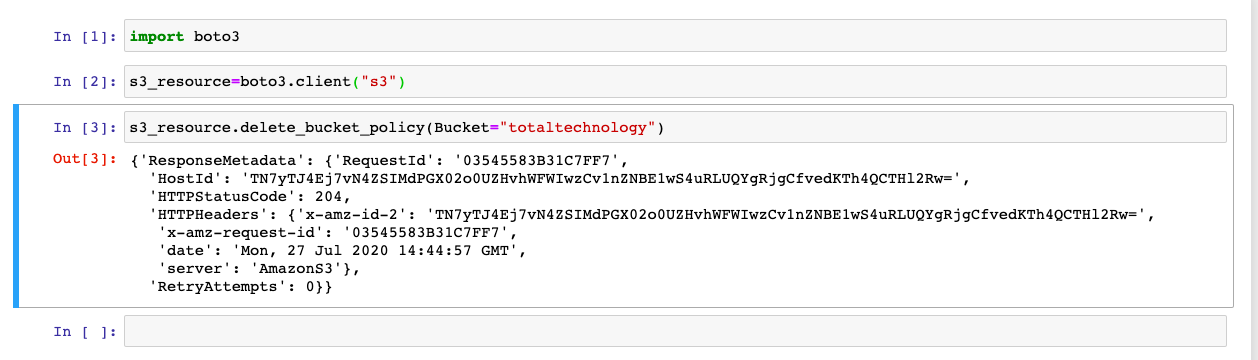 In [1]: import boto3
In [2]: s3_resource=boto3.client("s3")
In [3]: s3_resource.delete_bucket_policy(Bucket="totaltechnology")
Out[3]: {'ResponseMetadata': {'RequestId': '03545583B31C7FF7',
'HostId': 'TN7yTJ4Ej7vN4ZSIMdPGX02o0UZHvhWFWIwzCv1nZNBE1wS4uRLUQYgRjgCfvedKTh4QCTHl2Rw=',
'HTTPStatusCode': 204,
'HTTPHeaders': {'x-amz-id-2': 'TN7yTJ4Ej7vN4ZSIMdPGX02o0UZHvhWFWIwzCv1nZNBE1wS4uRLUQYgRjgCfvedKTh4QCTHl2Rw=',
'x-amz-request-id': '03545583B31C7FF7',
'date': 'Mon, 27 Jul 2020 14:44:57 GMT',
'server': 'AmazonS3'},
'RetryAttempts': 0}}
In [ ]: